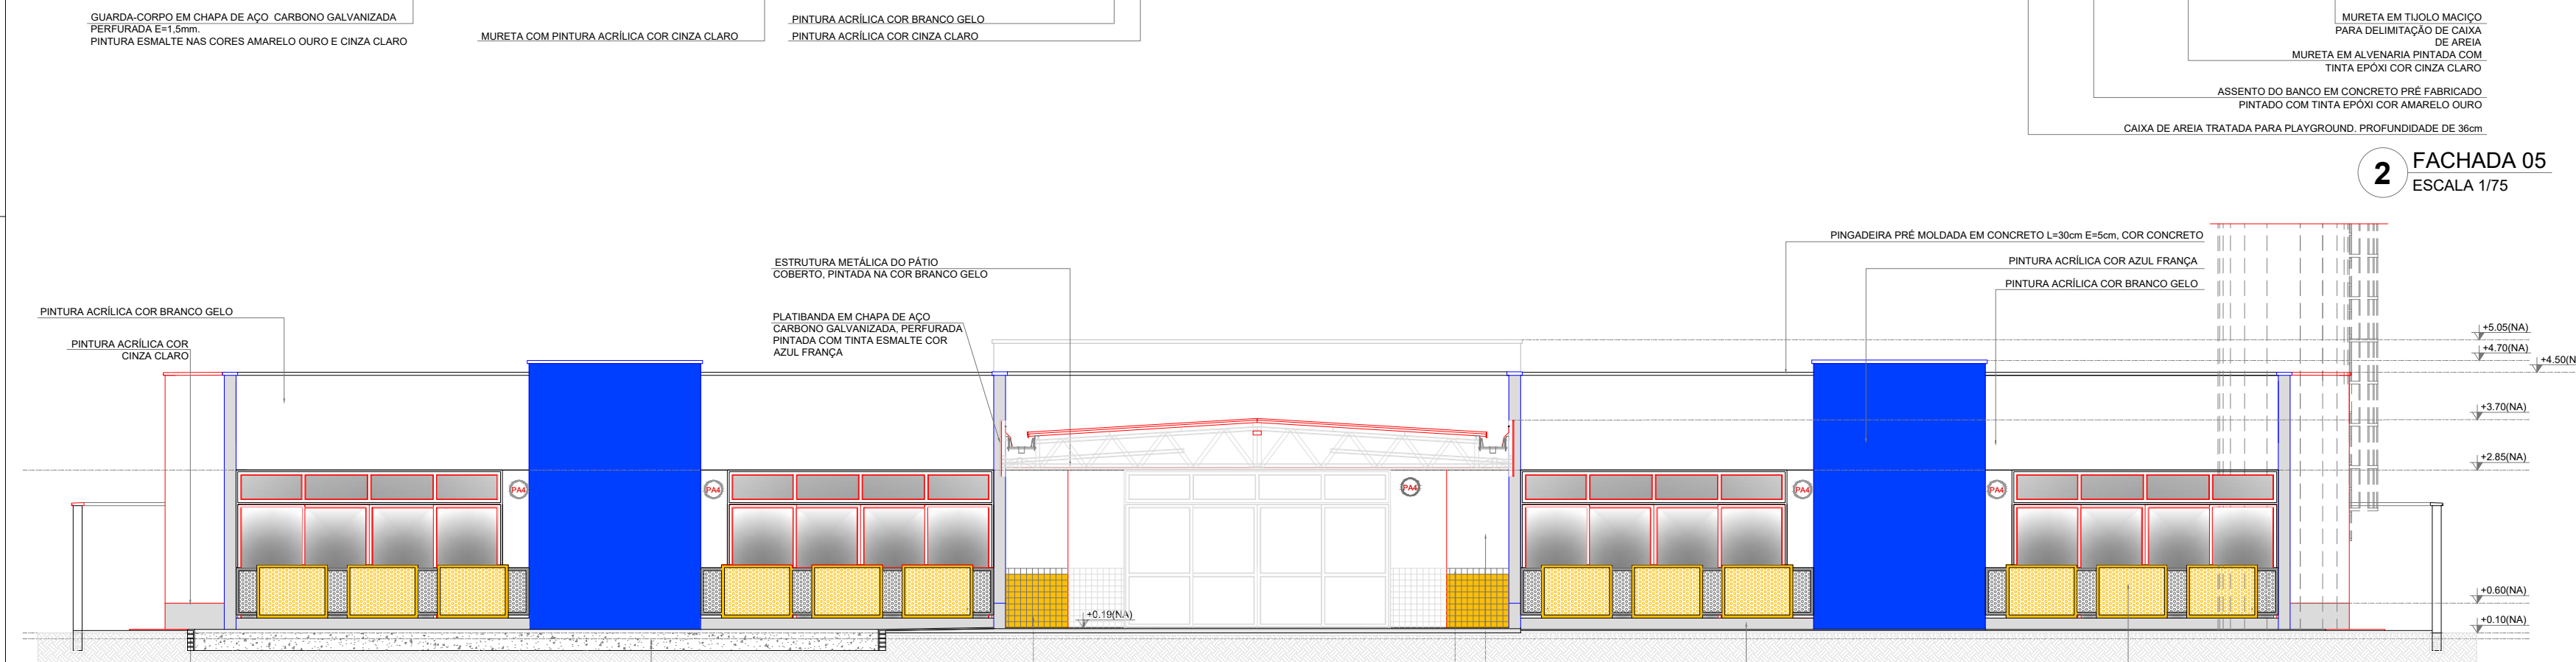 GUARDA-CORPO EM CHAPA DE AÇO CARBONO GALVANIZADA
PERFURADA E=1,5mm.
PINTURA ESMALTE NAS CORES AMARELO OURO E CINZA CLARO
MURETA COM PINTURA ACRÍLICA COR CINZA CLARO
PINTURA ACRÍLICA COR BRANCO GELO
PINTURA ACRÍLICA COR CINZA CLARO
MURETA EM TIJOLO MACIÇO
PARA DELIMITAÇÃO DE CAIXA
DE AREIA
MURETA EM ALVENARIA PINTADA COM
TINTA EPÓXI COR CINZA CLARO
ASSENTO DO BANCO EM CONCRETO PRÉ FABRICADO
PINTADO COM TINTA EPÓXI COR AMARELO OURO
CAIXA DE AREIA TRATADA PARA PLAYGROUND. PROFUNDIDADE DE 36cm
2
FACHADA 05
ESCALA 1/75
PINGADEIRA PRÉ MOLDADA EM CONCRETO L=30cm E=5cm, COR CONCRETO
PINTURA ACRÍLICA COR AZUL FRANÇA
PINTURA ACRÍLICA COR BRANCO GELO
ESTRUTURA METÁLICA DO PÁTIO
COBERTO, PINTADA NA COR BRANCO GELO
PLATIBANDA EM CHAPA DE AÇO
CARBONO GALVANIZADA, PERFURADA
PINTADA COM TINTA ESMALTE COR
AZUL FRANÇA
PINTURA ACRÍLICA COR BRANCO GELO
PINTURA ACRÍLICA COR
CINZA CLARO
+5.05(NA)
+4.70(NA)
+4.50(N
+3.70(NA)
+2.85(NA)
PA4
PA4
PA4
PA4
PA4
+0.60(NA)
+0.19(NA)
+0.10(NA)